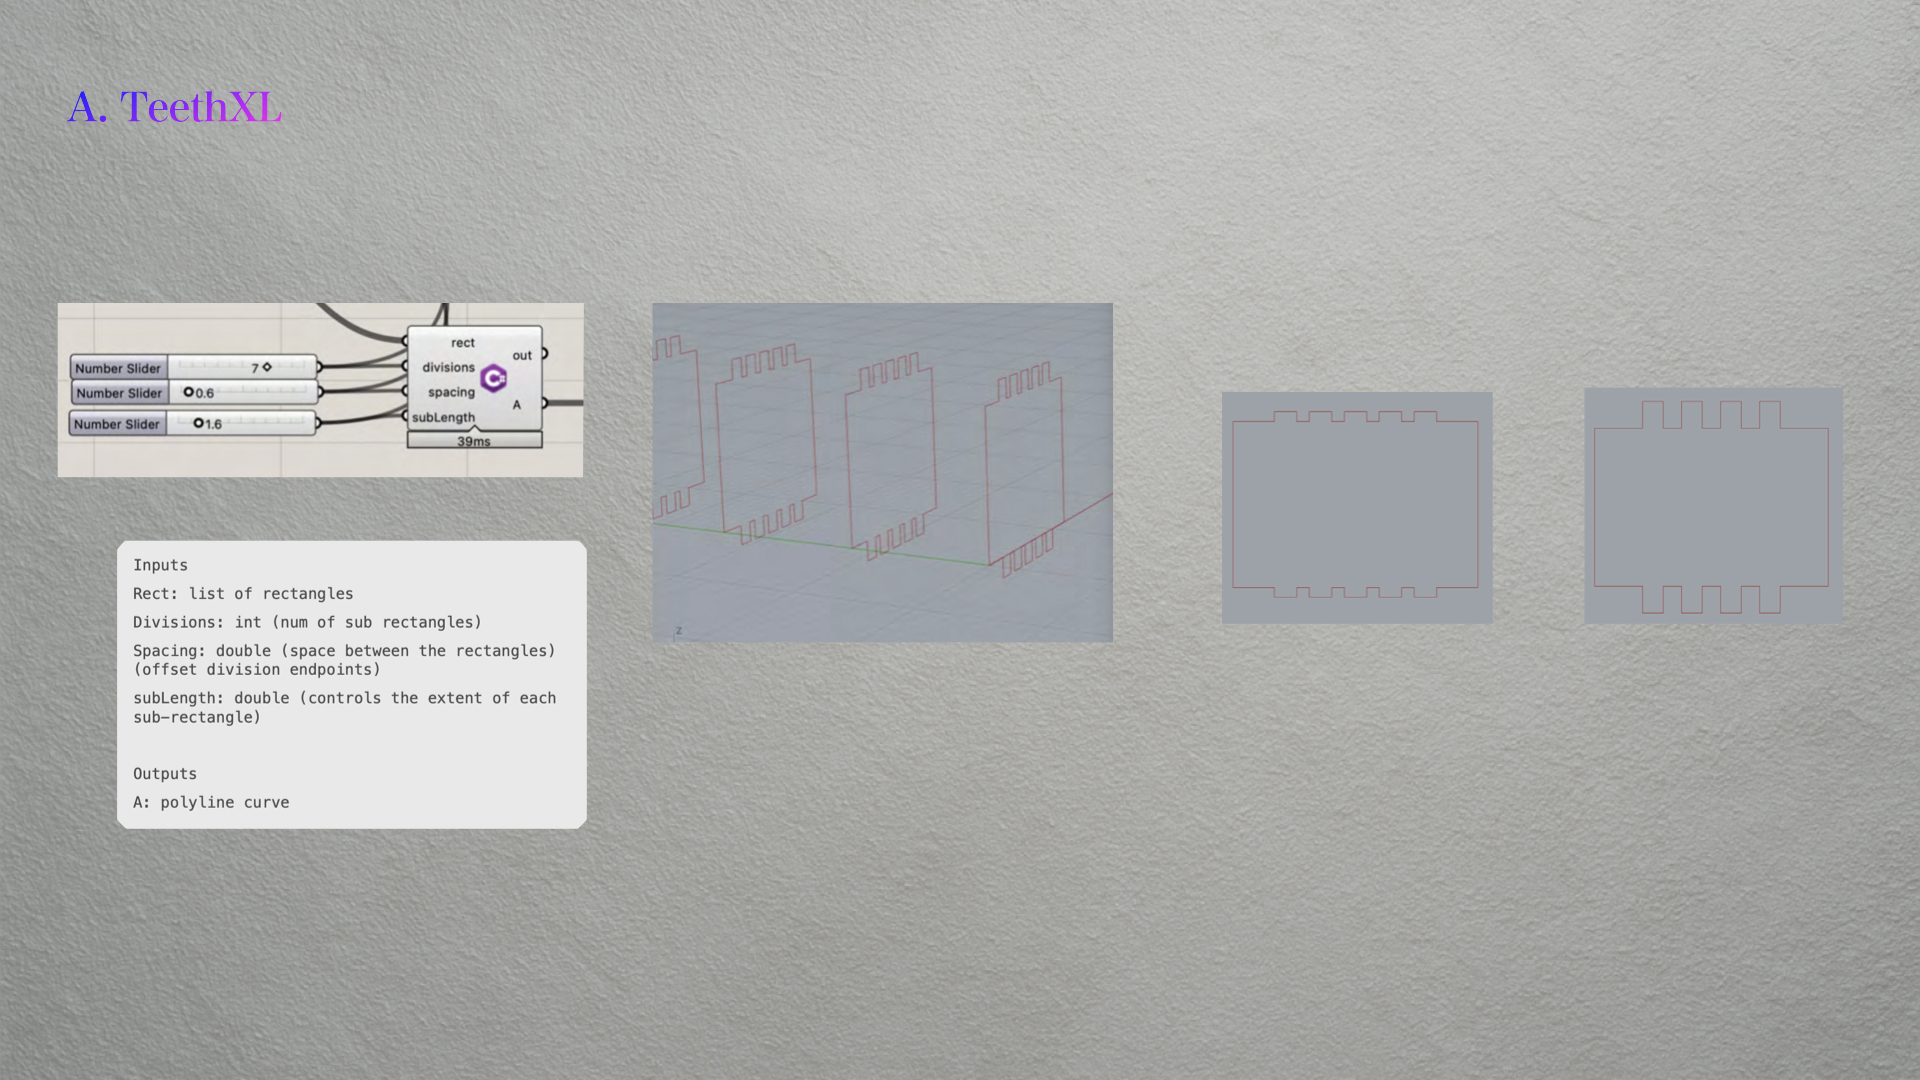 A. TeethXL
rect
divisions
spacing
subLength
out
A
39ms
Number Slider 7
Number Slider 0.6
Number Slider 1.6
z
Inputs
Rect: list of rectangles
Divisions: int (num of sub rectangles)
Spacing: double (space between the rectangles)
(offset division endpoints)
subLength: double (controls the extent of each
sub-rectangle)
Outputs
A: polyline curve